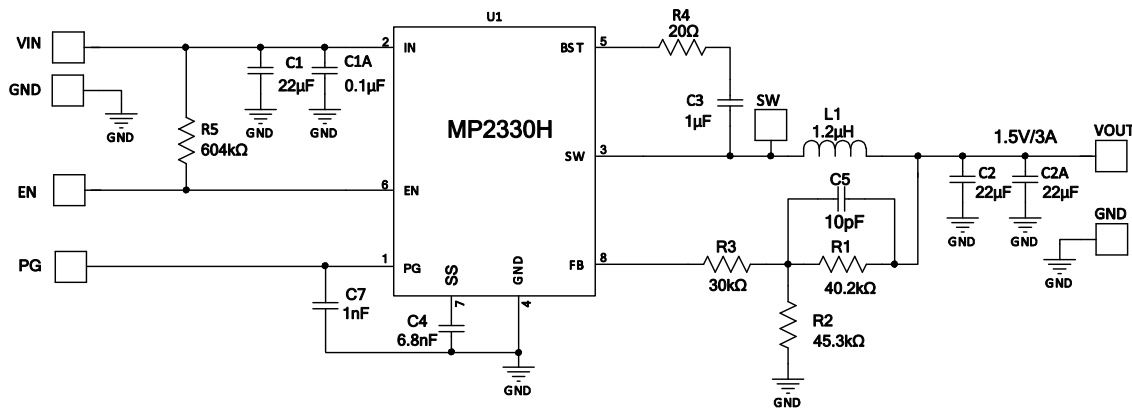 U1
MP2330H
VIN
GND
GND
R5
604kΩ
C1
22µF
GND
C1A
0.1µF
GND
EN
PG
C7
1nF
2
IN
6
EN
1
PG
SS
7
GND
4
C4
6.8nF
GND
BST
5
SW
3
FB
8
R4
20Ω
C3
1µF
SW
L1
1.2µH
1.5V/3A
VOUT
C5
10pF
R3
30kΩ
R1
40.2kΩ
R2
45.3kΩ
GND
C2
22µF
GND
C2A
22µF
GND
GND
GND